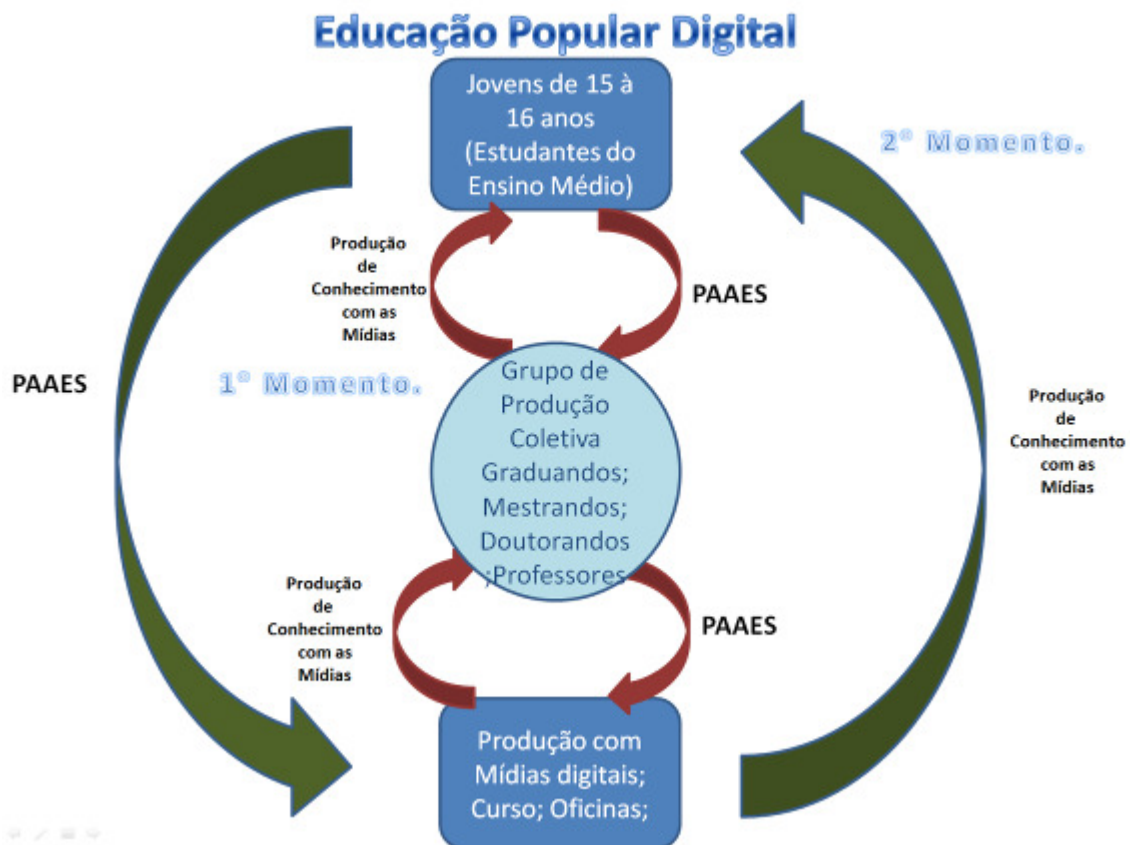 Educação Popular Digital
Jovens de 15 à
16 anos
(Estudantes do
Ensino Médio)
2° Momento.
Produção
de
Conhecimento
com as
Mídias
PAAES
PAAES
1° Momento.
Grupo de
Produção
Coletiva
Graduandos;
Mestrandos;
Doutorandos
;Professores
Produção
de
Conhecimento
com as
Mídias
Produção
de
Conhecimento
com as
Mídias
PAAES
Produção com
Mídias digitais;
Curso; Oficinas;